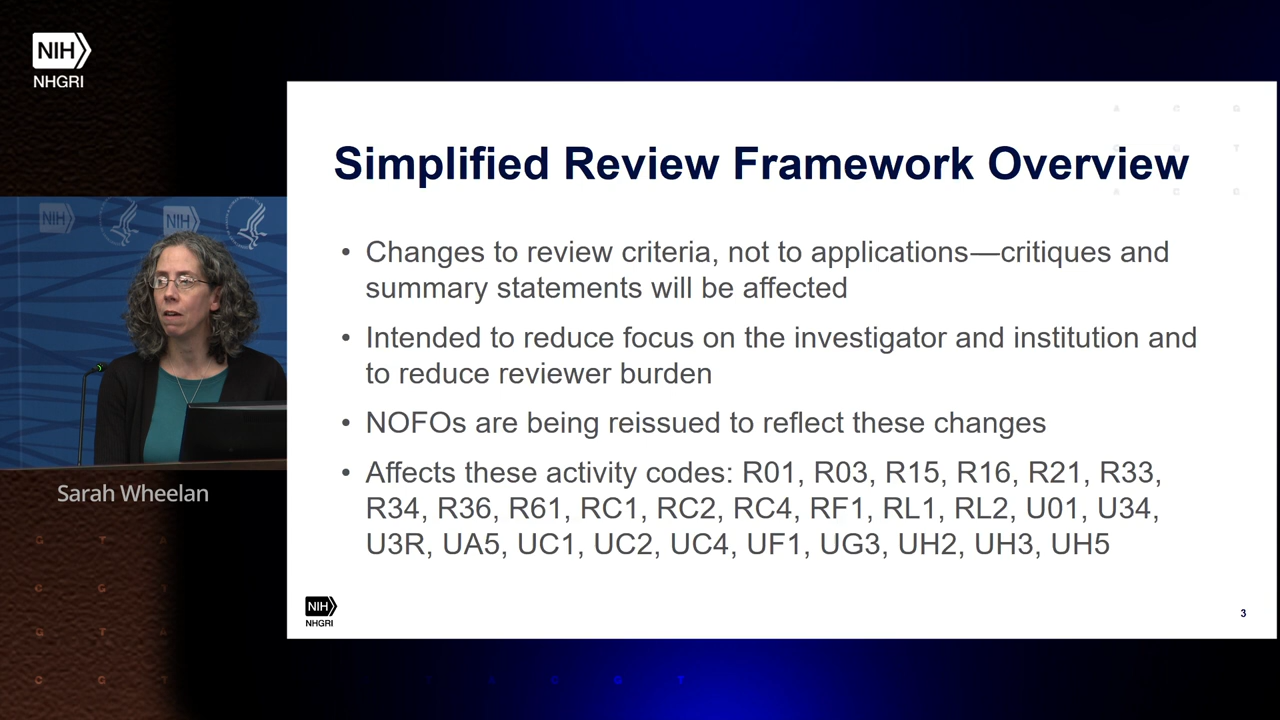 NIH
NHGRI
Simplified Review Framework Overview
• Changes to review criteria, not to applications—critiques and
summary statements will be affected
• Intended to reduce focus on the investigator and institution and
to reduce reviewer burden
• NOFOs are being reissued to reflect these changes
• Affects these activity codes: R01, R03, R15, R16, R21, R33,
R34, R36, R61, RC1, RC2, RC4, RF1, RL1, RL2, U01, U34,
U3R, UA5, UC1, UC2, UC4, UF1, UG3, UH2, UH3, UH5
NIH
NHGRI
3
NIH
NIH
Sarah Wheelan